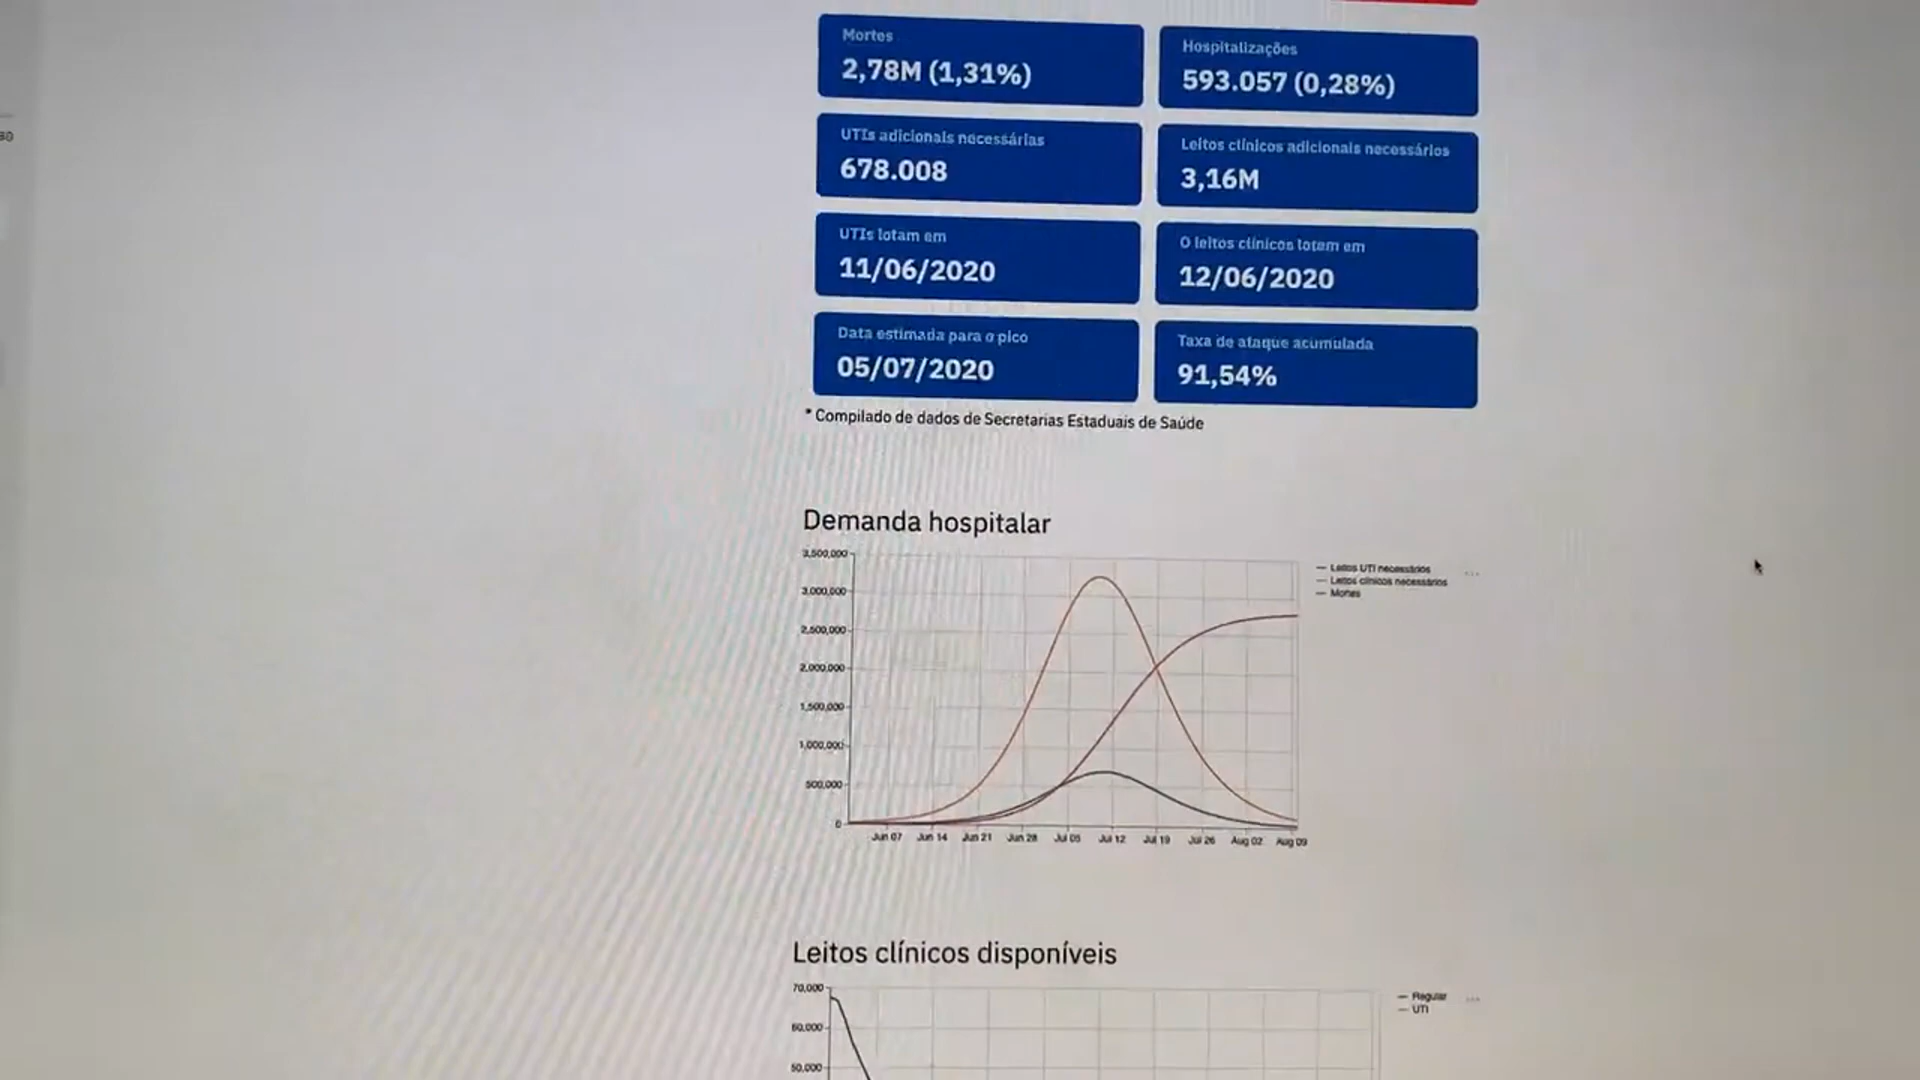 Mortes
2,78M (1,31%)
Hospitalizações
593.057 (0,28%)
UTIs adicionais necessárias
678.008
Leitos clínicos adicionais necessários
3,16M
UTIs lotam em
11/06/2020
O leitos clínicos lotem em
12/06/2020
Data estimada para o pico
05/07/2020
Taxa de ataque acumulada
91,54%
* Compilado de dados de Secretarias Estaduais de Saúde
Demanda hospitalar
3,500,000
3,000,000
2,500,000
2,000,000
1,500,000
1,000,000
500,000
0
Jun 07 Jun 14 Jun 21 Jun 28 Jul 05 Jul 12 Jul 19 Jul 26 Aug 02 Aug 09
Leitos UTI necessários
Leitos clínicos necessários
Mortes
Leitos clínicos disponíveis
70,000
60,000
50,000
Regular
UTI